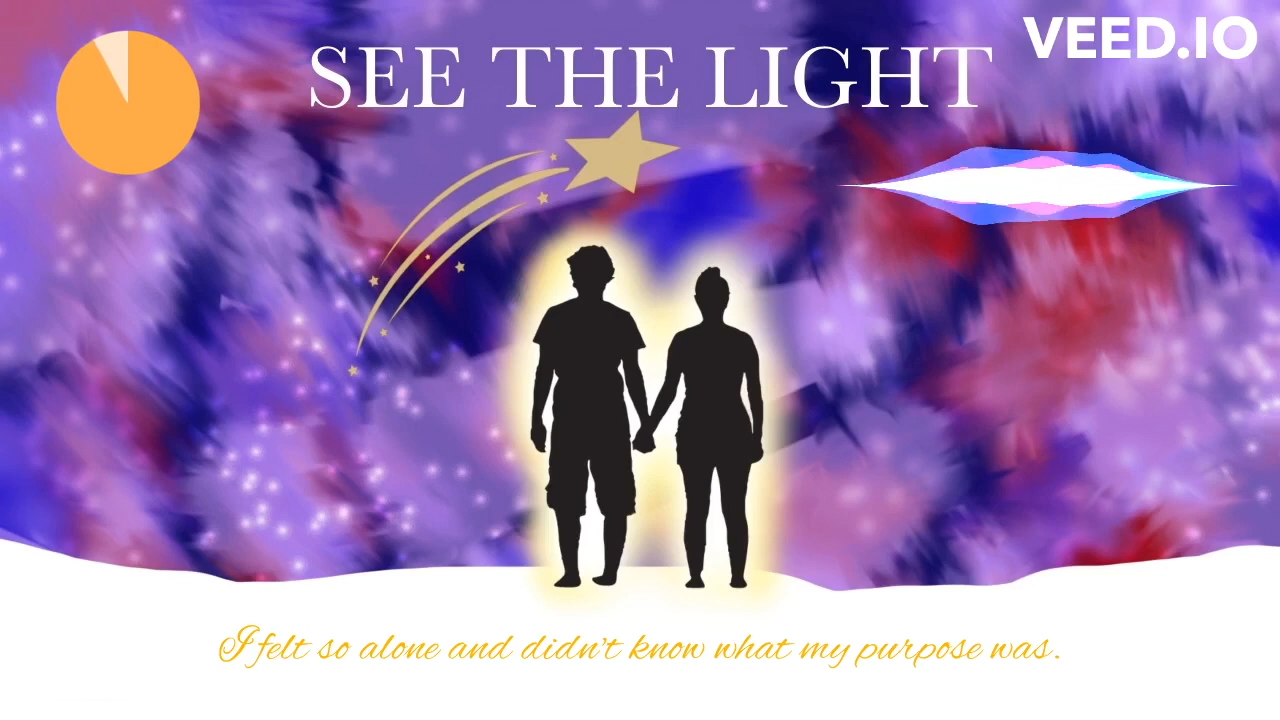 SEE THE LIGHT
VEED.IO
I felt so alone and didn't know what my purpose was.